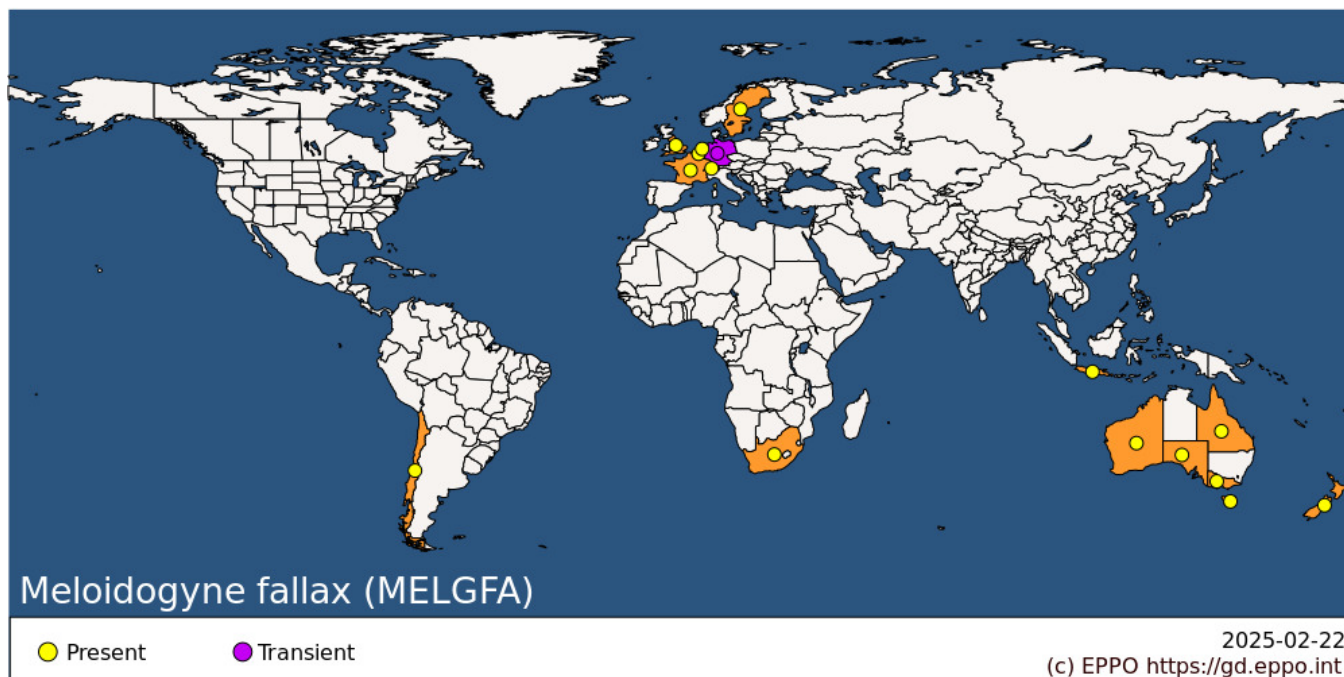 Meloidogyne fallax (MELGFA)
Present
Transient
2025-02-22
(c) EPPO https://gd.eppo.int